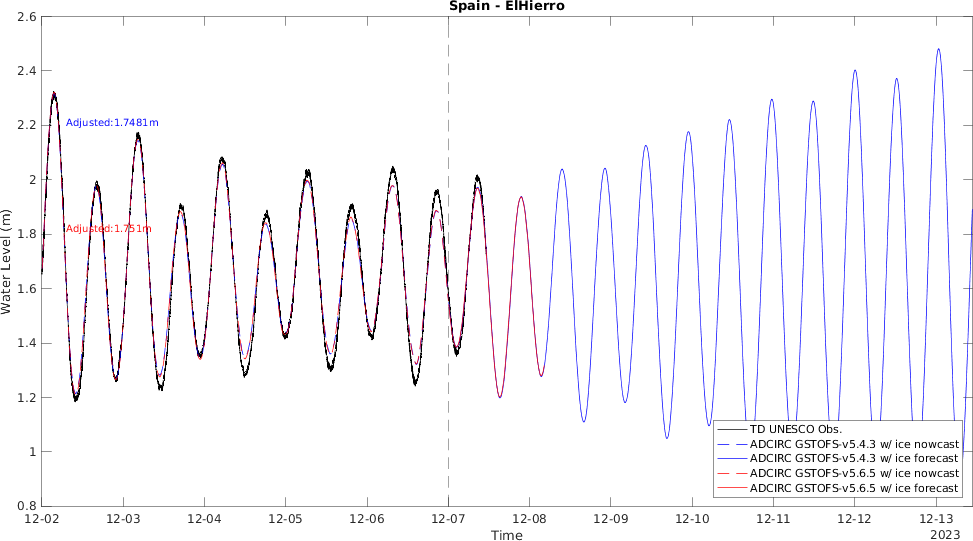 Spain - ElHierro
2.6
2.4
2.2
2
1.8
1.6
1.4
1.2
1
0.8
Water Level (m)
Adjusted:1.7481m
Adjusted:1.751m
TD UNESCO Obs.
ADCIRC GSTOFS-v5.4.3 w/ ice nowcast
ADCIRC GSTOFS-v5.4.3 w/ ice forecast
ADCIRC GSTOFS-v5.6.5 w/ ice nowcast
ADCIRC GSTOFS-v5.6.5 w/ ice forecast
12-02 12-03 12-04 12-05 12-06 12-07 12-08 12-09 12-10 12-11 12-12 12-13
Time
2023